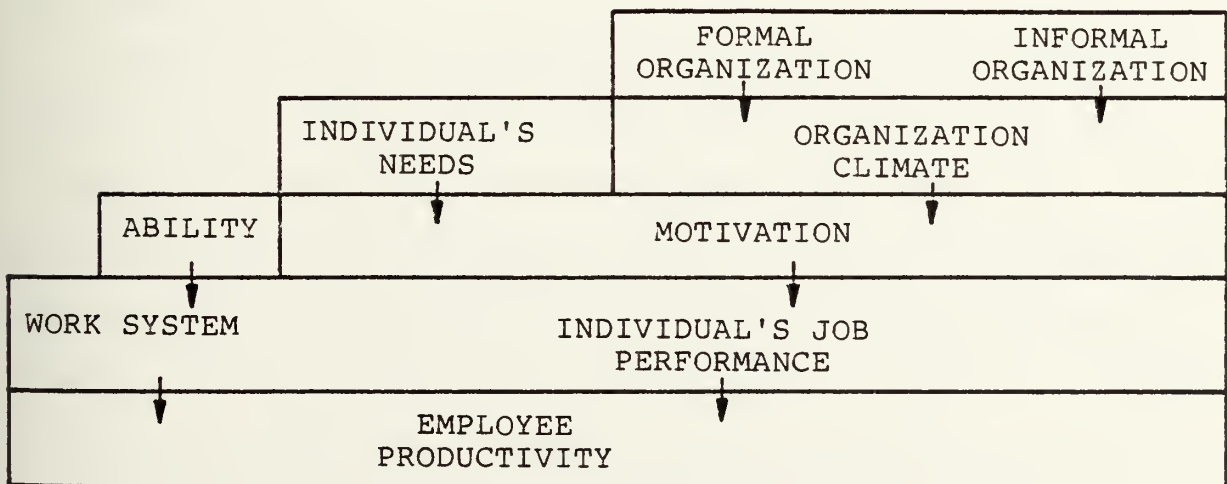 FORMAL
ORGANIZATION
INFORMAL
ORGANIZATION
INDIVIDUAL'S
NEEDS
ORGANIZATION
CLIMATE
ABILITY
MOTIVATION
WORK SYSTEM
INDIVIDUAL'S JOB
PERFORMANCE
EMPLOYEE
PRODUCTIVITY